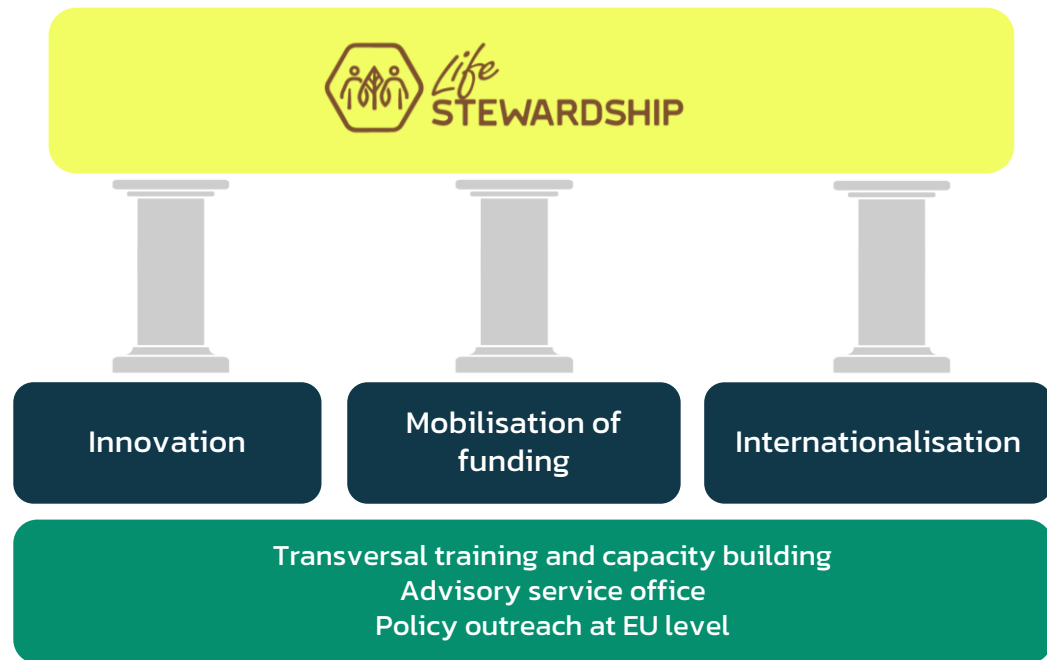 Life
STEWARDSHIP
Innovation
Mobilisation of
funding
Internationalisation
Transversal training and capacity building
Advisory service office
Policy outreach at EU level